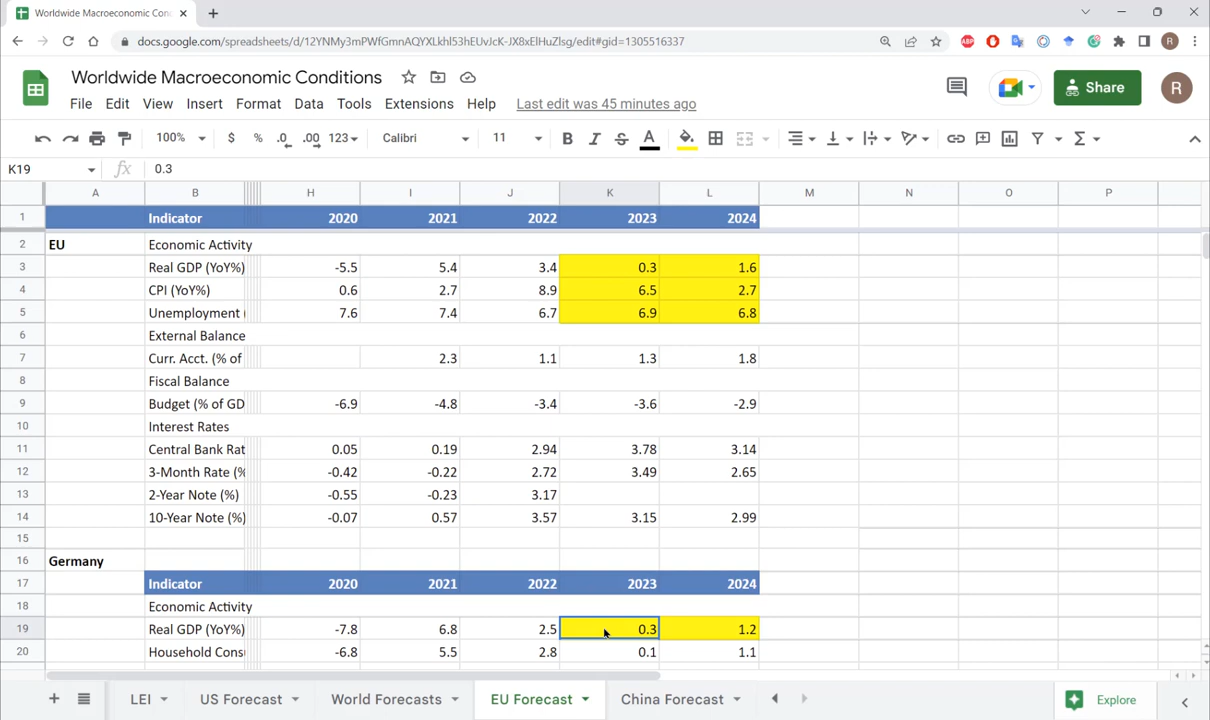 Worldwide Macroeconomic Con
docs.google.com/spreadsheets/d/12YNMy3mPWfGmnAQYXLkhl53hEUvJcK-JX8xElHuZlsg/edit#gid=1305516337
ABP
R
Worldwide Macroeconomic Conditions
File Edit View Insert Format Data Tools Extensions Help Last edit was 45 minutes ago
Share
R
100% $ % .0 .00 123 Calibri 11 B I S A
K19 fx 0.3
A B H I J K L M N O P
1 Indicator 2020 2021 2022 2023 2024
2 EU Economic Activity
3 Real GDP (YoY%) -5.5 5.4 3.4 0.3 1.6
4 CPI (YoY%) 0.6 2.7 8.9 6.5 2.7
5 Unemployment ( 7.6 7.4 6.7 6.9 6.8
6 External Balance
7 Curr. Acct. (% of 2.3 1.1 1.3 1.8
8 Fiscal Balance
9 Budget (% of GD -6.9 -4.8 -3.4 -3.6 -2.9
10 Interest Rates
11 Central Bank Rat 0.05 0.19 2.94 3.78 3.14
12 3-Month Rate (% -0.42 -0.22 2.72 3.49 2.65
13 2-Year Note (%) -0.55 -0.23 3.17
14 10-Year Note (%) -0.07 0.57 3.57 3.15 2.99
15
16 Germany
17 Indicator 2020 2021 2022 2023 2024
18 Economic Activity
19 Real GDP (YoY%) -7.8 6.8 2.5 0.3 1.2
20 Household Cons -6.8 5.5 2.8 0.1 1.1
LEI US Forecast World Forecasts EU Forecast China Forecast Explore